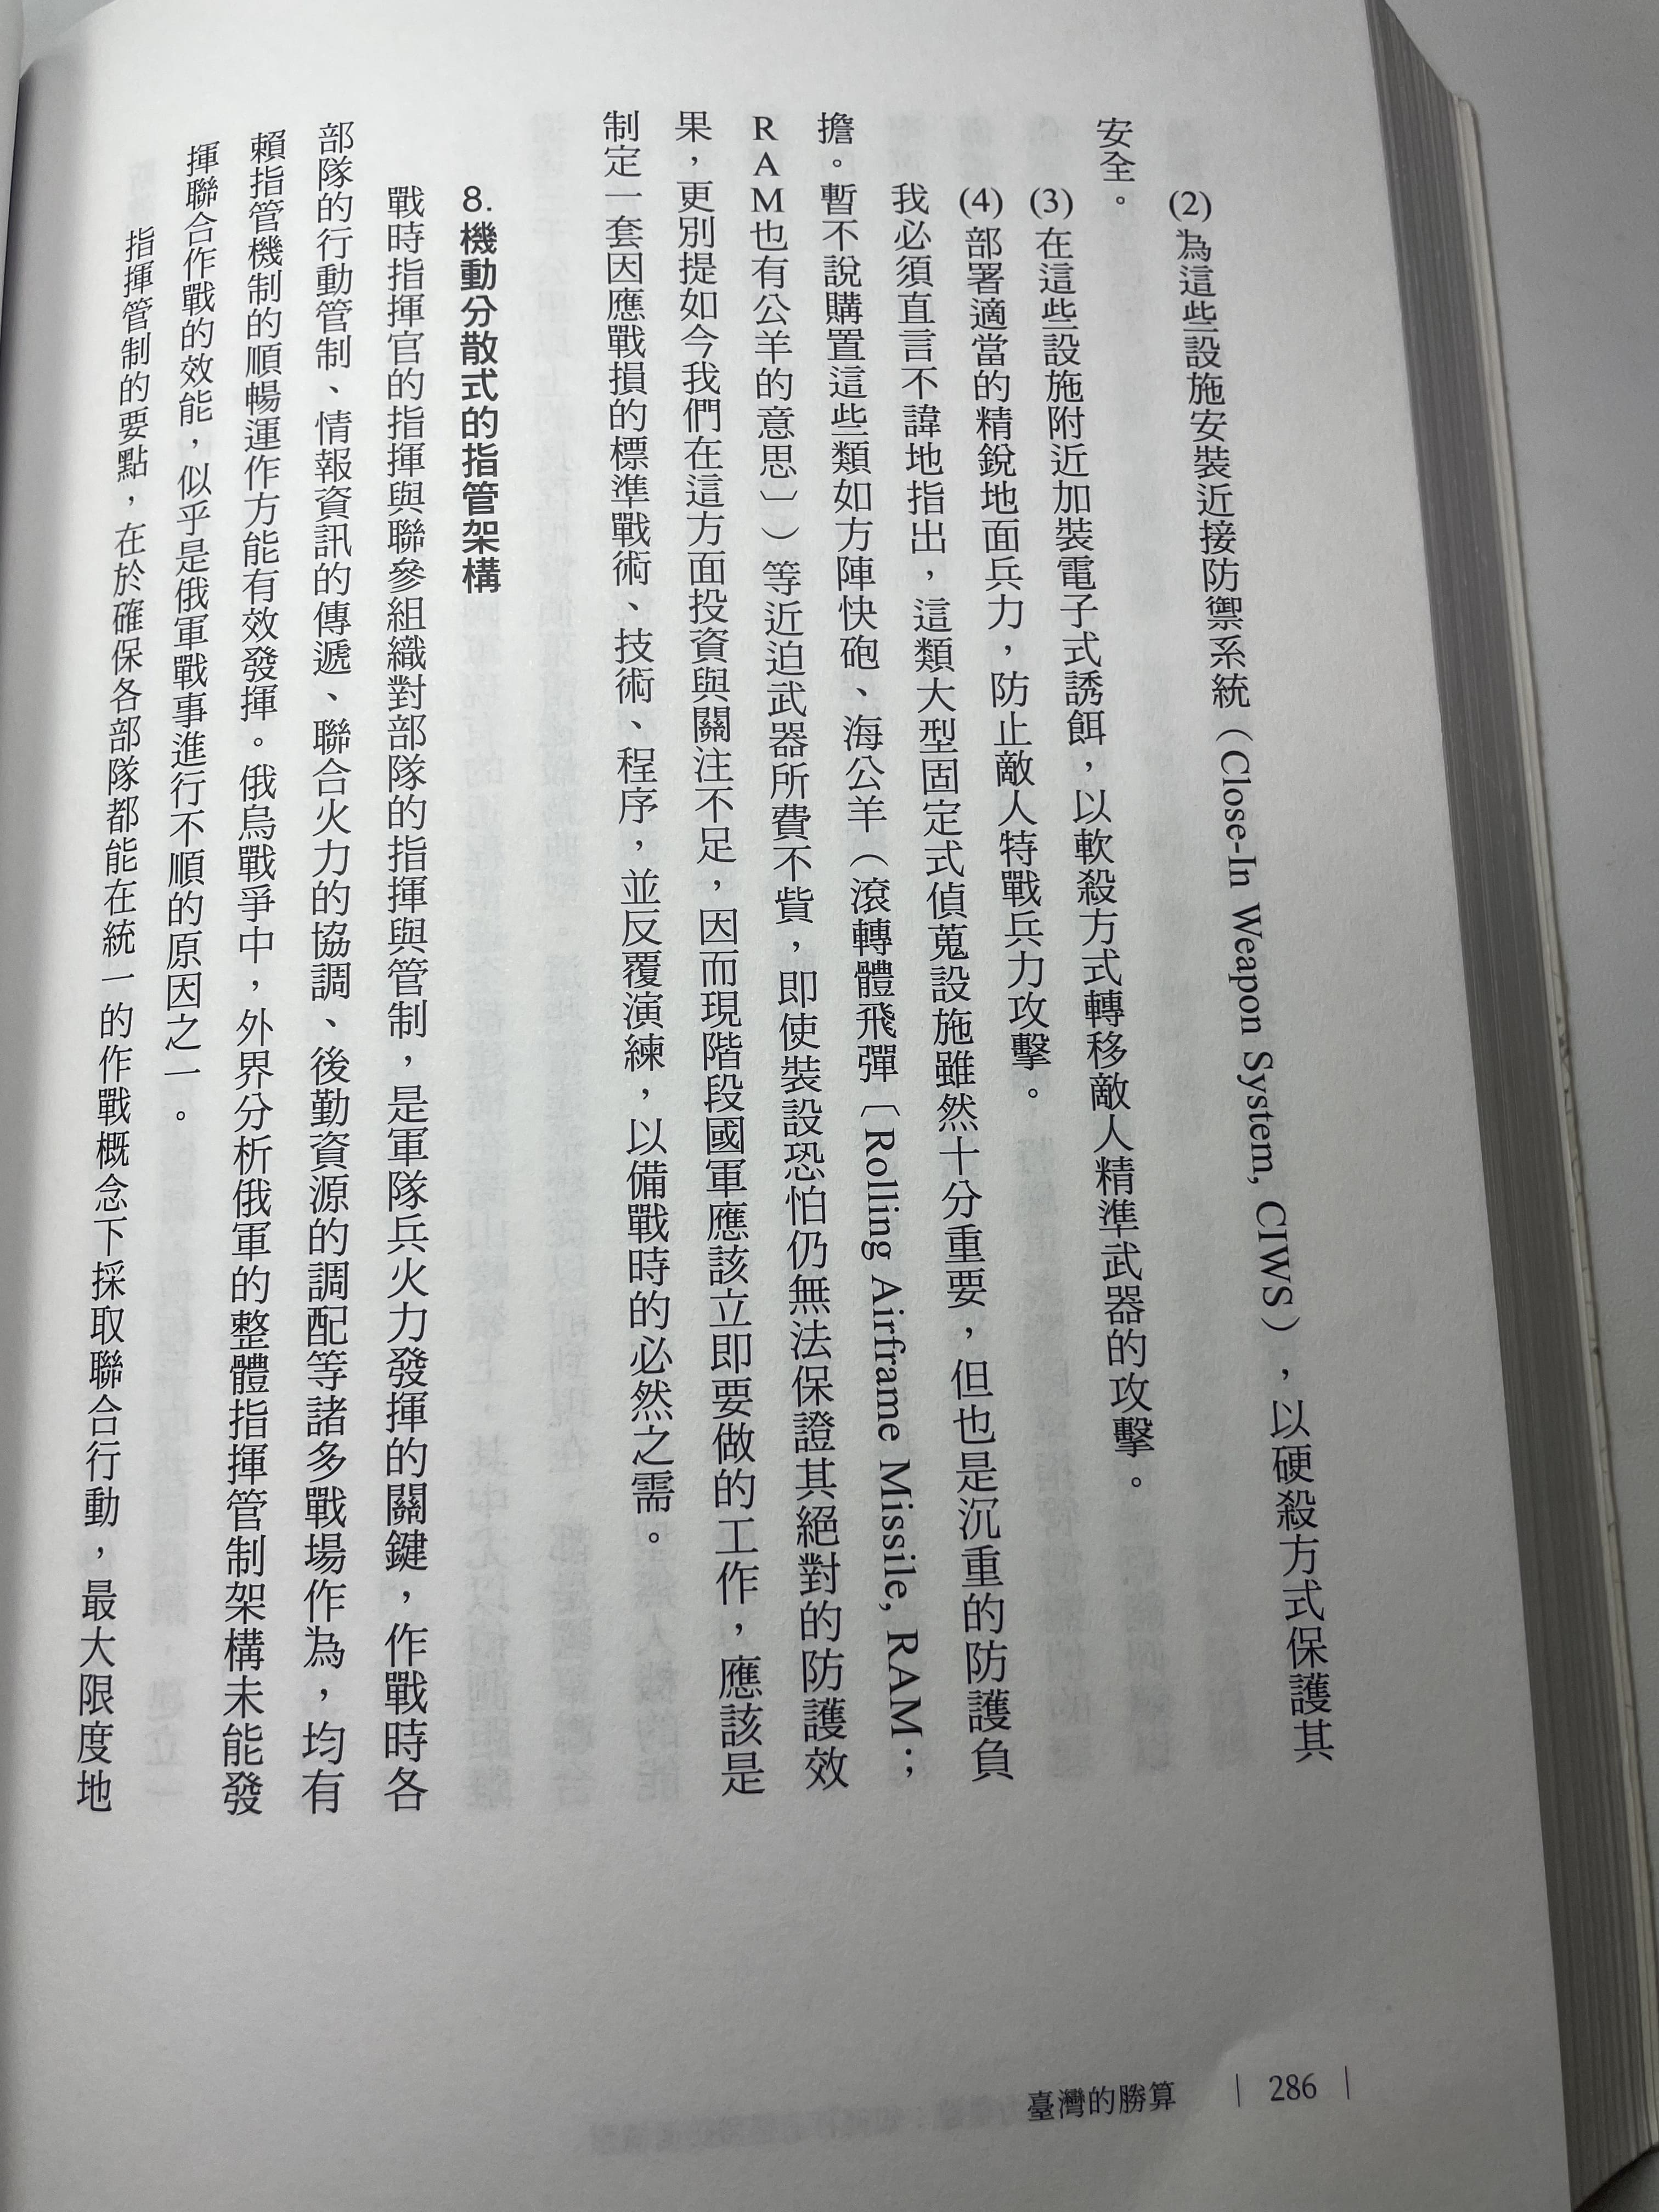 (2)為這些設施安裝近接防禦系統（Close-In Weapon System, CIWS），以硬殺方式保護其
安全。
(3)在這些設施附近加裝電子式誘餌，以軟殺方式轉移敵人精準武器的攻擊。
(4)部署適當的精銳地面兵力，防止敵人特戰兵力攻擊。
我必須直言不諱地指出，這類大型固定式偵蒐設施雖然十分重要，但也是沉重的防護負
擔。暫不說購置這些類如方陣快砲、海公羊（滾轉體飛彈〔Rolling Airframe Missile, RAM；
RAM也有公羊的意思〕）等近迫武器所費不貲，即使裝設恐怕仍無法保證其絕對的防護效
果，更別提如今我們在這方面投資與關注不足，因而現階段國軍應該立即要做的工作，應該是
制定一套因應戰損的標準戰術、技術、程序，並反覆演練，以備戰時的必然之需。
8.機動分散式的指管架構
戰時指揮官的指揮與聯參組織對部隊的指揮與管制，是軍隊兵火力發揮的關鍵，作戰時各
部隊的行動管制、情報資訊的傳遞、聯合火力的協調、後勤資源的調配等諸多戰場作為，均有
賴指管機制的順暢運作方能有效發揮。俄烏戰爭中，外界分析俄軍的整體指揮管制架構未能發
揮聯合作戰的效能，似乎是俄軍戰事進行不順的原因之一。
指揮管制的要點，在於確保各部隊都能在統一的作戰概念下採取聯合行動，最大限度地
臺灣的勝算 | 286 |